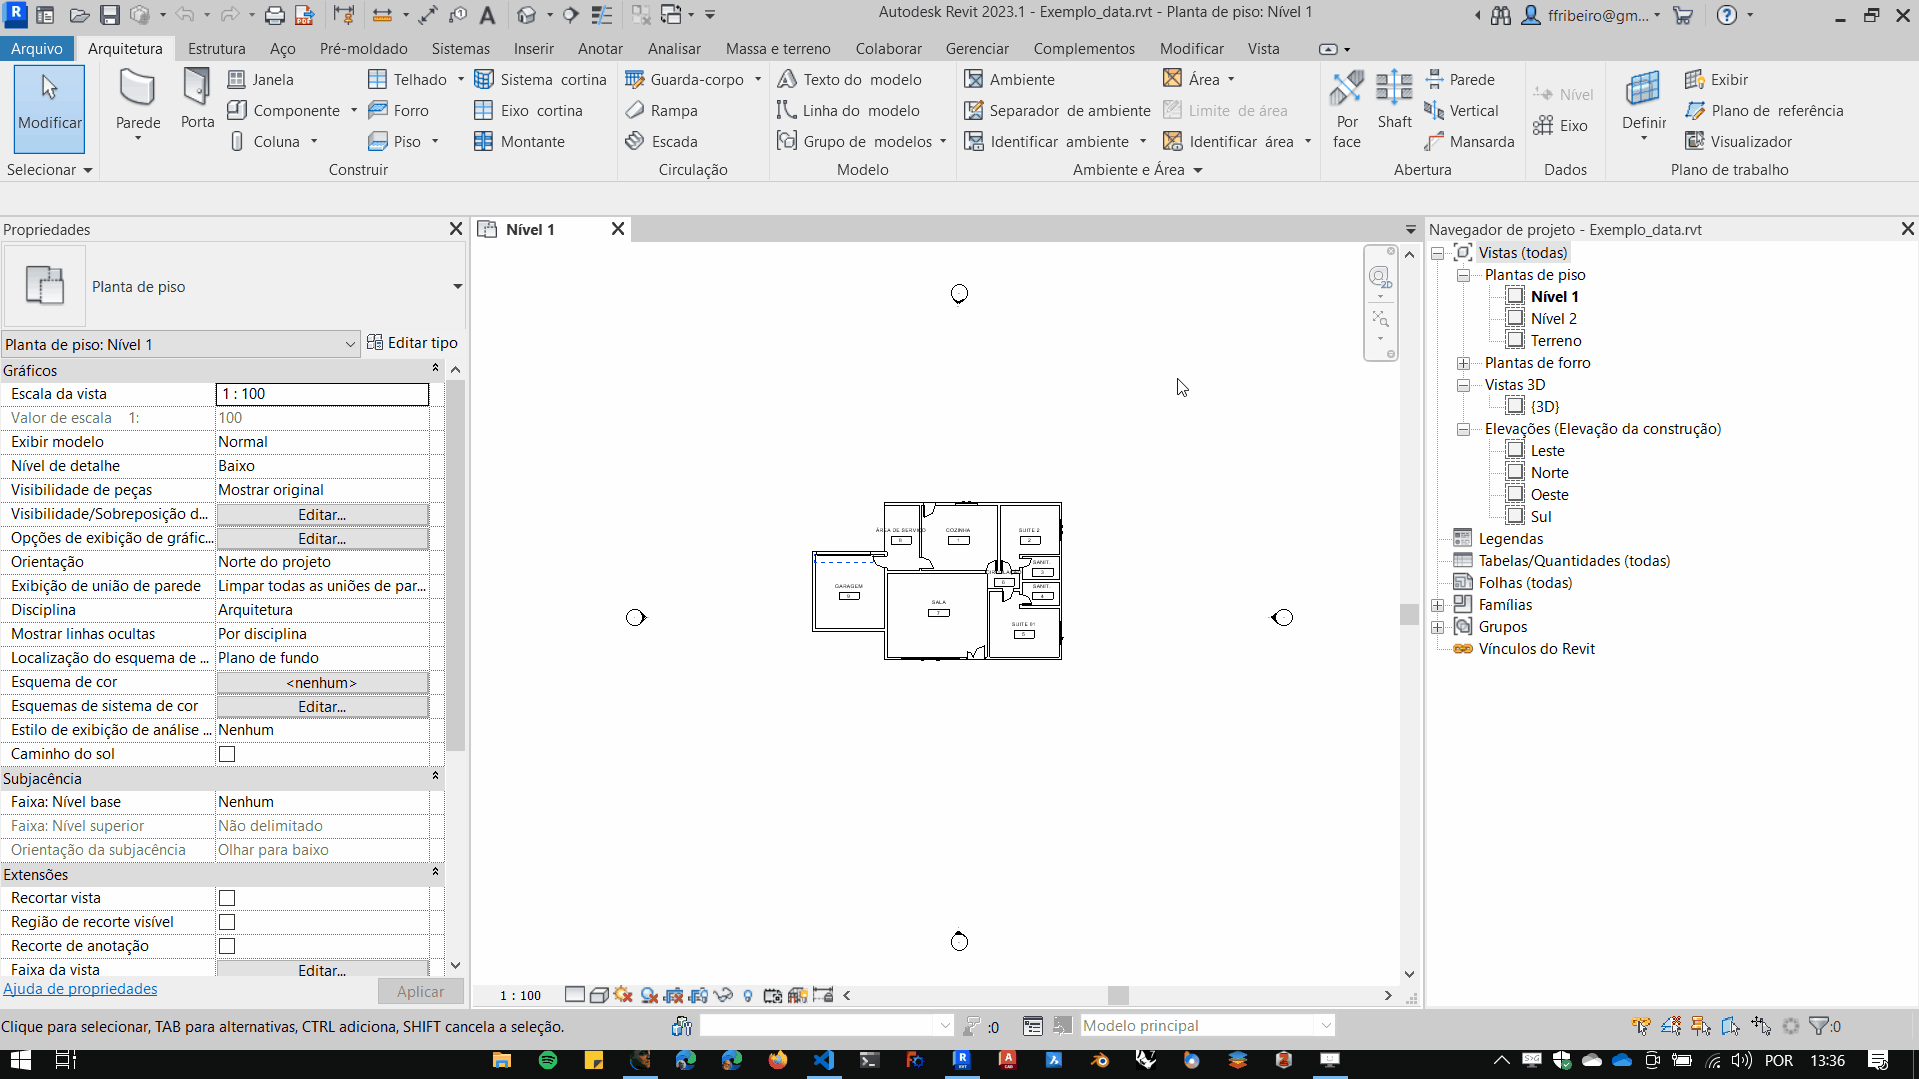 Autodesk Revit 2023.1 - Exemplo_data.rvt - Planta de piso: Nível 1
ffribeiro@gm...
Arquivo Arquitetura Estrutura Aço Pré-moldado Sistemas Inserir Anotar Analisar Massa e terreno Colaborar Gerenciar Complementos Modificar Vista
Modificar
Parede
Porta
Janela
Componente
Coluna
Telhado
Forro
Piso
Sistema cortina
Eixo cortina
Montante
Guarda-corpo
Rampa
Escada
Texto do modelo
Linha do modelo
Grupo de modelos
Ambiente
Separador de ambiente
Identificar ambiente
Área
Limite de área
Identificar área
Por face
Shaft
Parede
Vertical
Mansarda
Nível
Eixo
Definir
Exibir
Plano de referência
Visualizador
Selecionar Construir Circulação Modelo Ambiente e Área Abertura Dados Plano de trabalho
Propriedades
Planta de piso
Planta de piso: Nível 1 Editar tipo
Gráficos
Escala da vista 1 : 100
Valor de escala 1: 100
Exibir modelo Normal
Nível de detalhe Baixo
Visibilidade de peças Mostrar original
Visibilidade/Sobreposição d... Editar...
Opções de exibição de gráfic... Editar...
Orientação Norte do projeto
Exibição de união de parede Limpar todas as uniões de par...
Disciplina Arquitetura
Mostrar linhas ocultas Por disciplina
Localização do esquema de ... Plano de fundo
Esquema de cor <nenhum>
Esquemas de sistema de cor Editar...
Estilo de exibição de análise ... Nenhum
Caminho do sol
Subjacência
Faixa: Nível base Nenhum
Faixa: Nível superior Não delimitado
Orientação da subjacência Olhar para baixo
Extensões
Recortar vista
Região de recorte visível
Recorte de anotação
Faixa da vista Editar...
Ajuda de propriedades Aplicar
Nível 1
2D
ÁREA DE SERVIÇO
8
COZINHA
1
SUITE 2
2
SANIT.
3
SANIT.
4
6
GARAGEM
9
SALA
7
SUITE 01
5
1 : 100
Navegador de projeto - Exemplo_data.rvt
Vistas (todas)
Plantas de piso
Nível 1
Nível 2
Terreno
Plantas de forro
Vistas 3D
{3D}
Elevações (Elevação da construção)
Leste
Norte
Oeste
Sul
Legendas
Tabelas/Quantidades (todas)
Folhas (todas)
Famílias
Grupos
Vínculos do Revit
Clique para selecionar, TAB para alternativas, CTRL adiciona, SHIFT cancela a seleção.
:0
Modelo principal
:0
POR 13:36